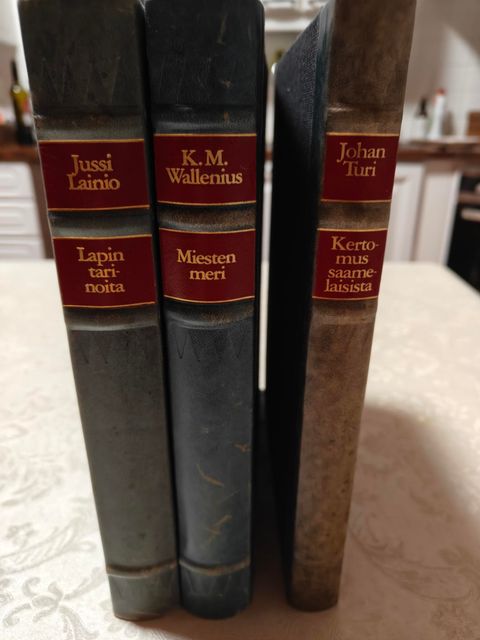 Jussi
Lainio
Lapin
tari-
noita
K. M.
Wallenius
Miesten
meri
Johan
Turi
Kerto-
mus
saame-
laisista